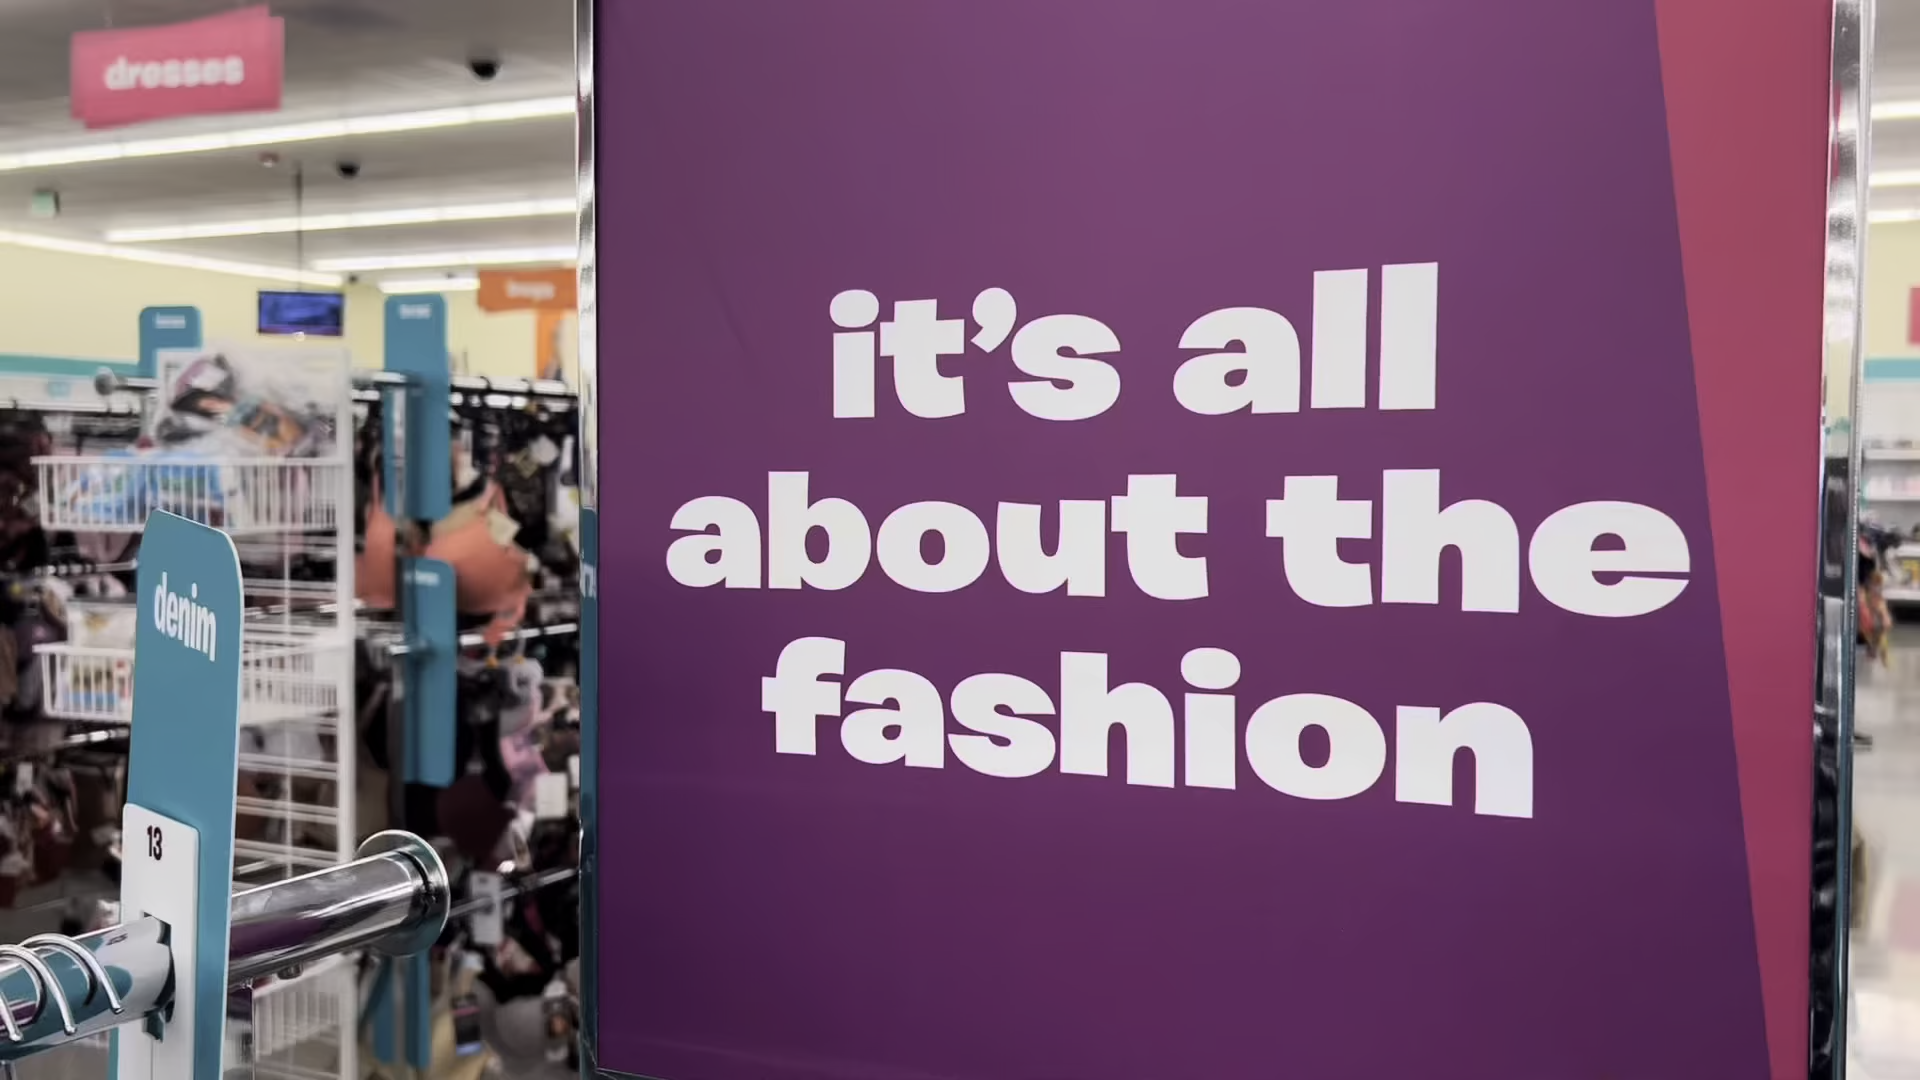 dresses
it's all
about the
fashion
denim
13